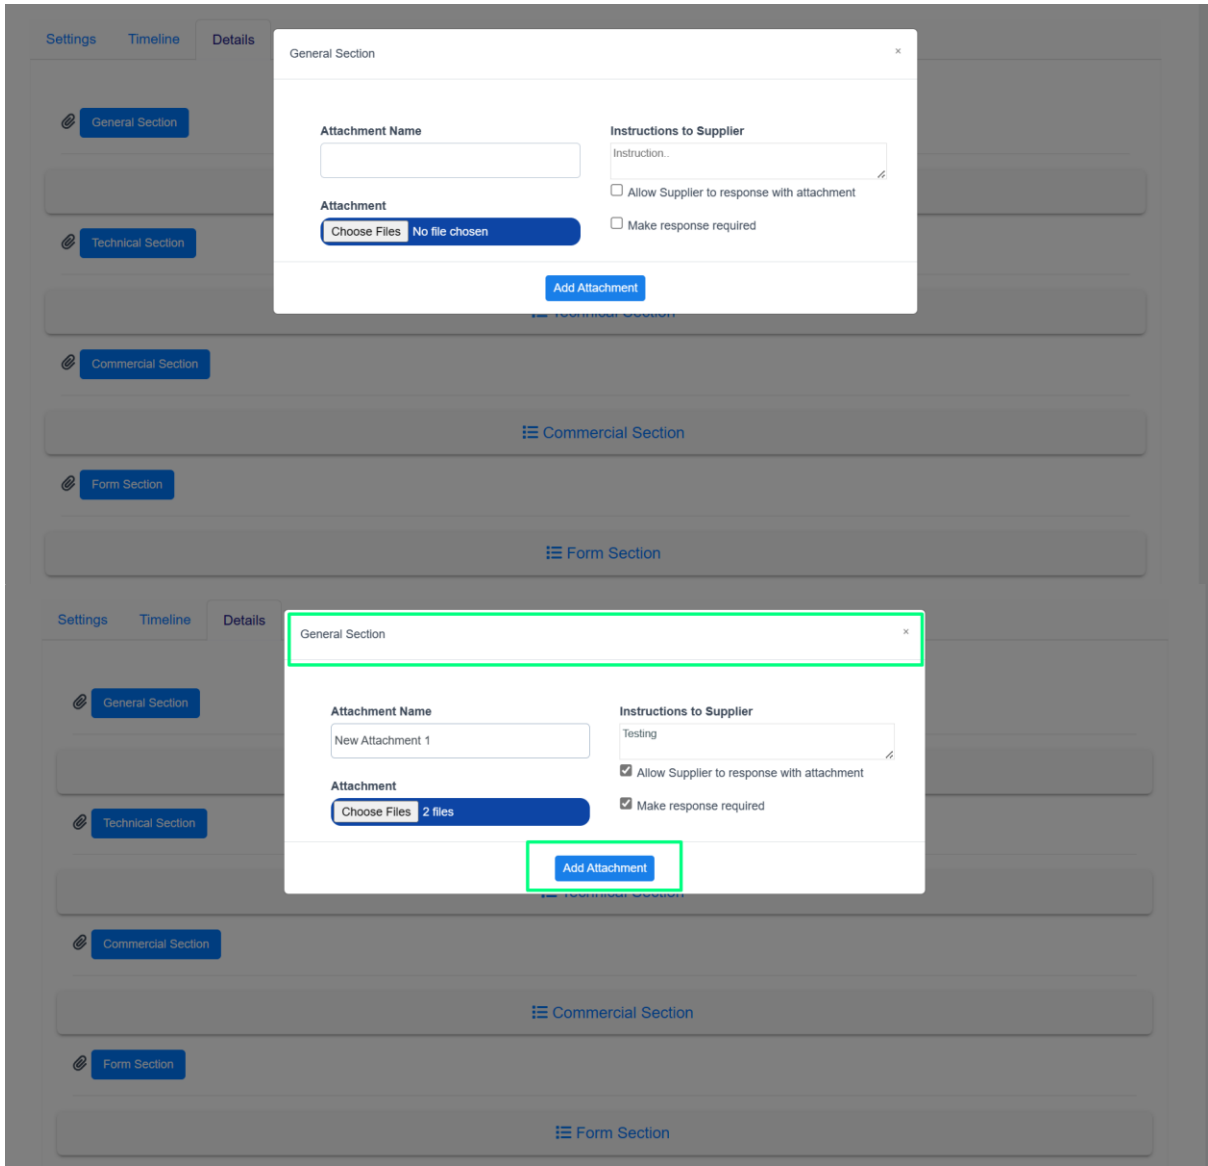 Settings Timeline Details
General Section ×
General Section
Attachment Name Instructions to Supplier
Instruction..
Allow Supplier to response with attachment
Attachment
Choose Files No file chosen
Make response required
Technical Section
Add Attachment
Technical Section
Commercial Section
Commercial Section
Form Section
Form Section
Settings Timeline Details
General Section ×
General Section
Attachment Name Instructions to Supplier
New Attachment 1 Testing
Allow Supplier to response with attachment
Attachment
Choose Files 2 files
Make response required
Technical Section
Add Attachment
Technical Section
Commercial Section
Commercial Section
Form Section
Form Section